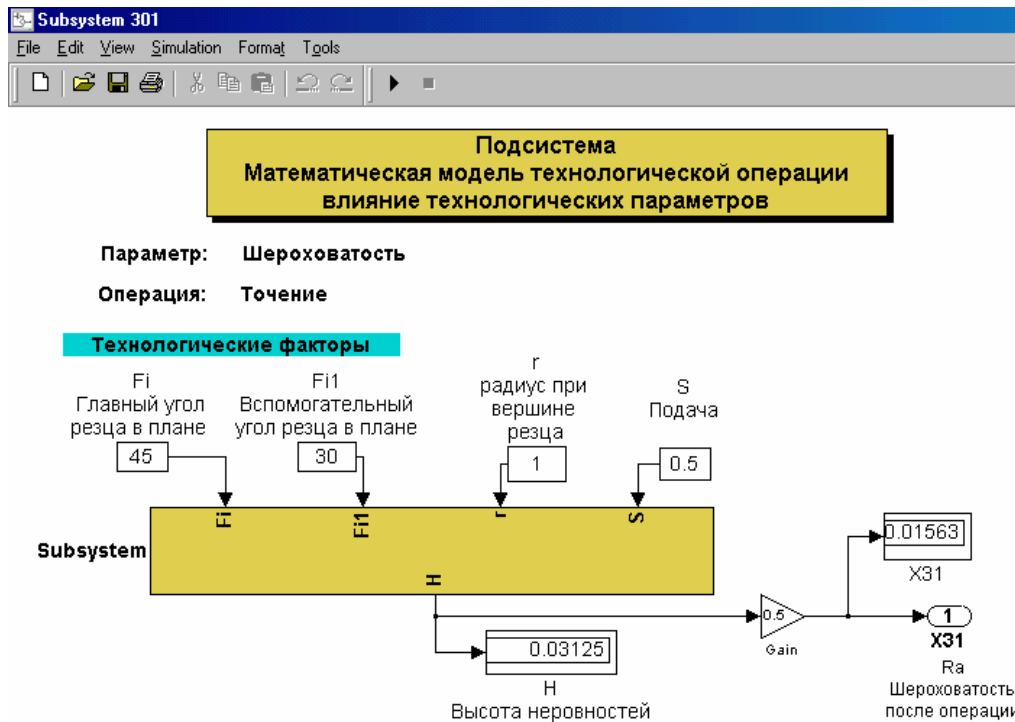 Subsystem 301
File Edit View Simulation Format Tools
Подсистема
Математическая модель технологической операции
влияние технологических параметров
Параметр: Шероховатость
Операция: Точение
Технологические факторы
Fi
Главный угол
резца в плане
45
Fi1
Вспомогательный
угол резца в плане
30
r
радиус при
вершине
резца
1
S
Подача
0.5
Fi
Fi1
r
S
Subsystem
H
0.01563
X31
0.5
Gain
1
X31
Ra
Шероховатость
после операции
0.03125
H
Высота неровностей